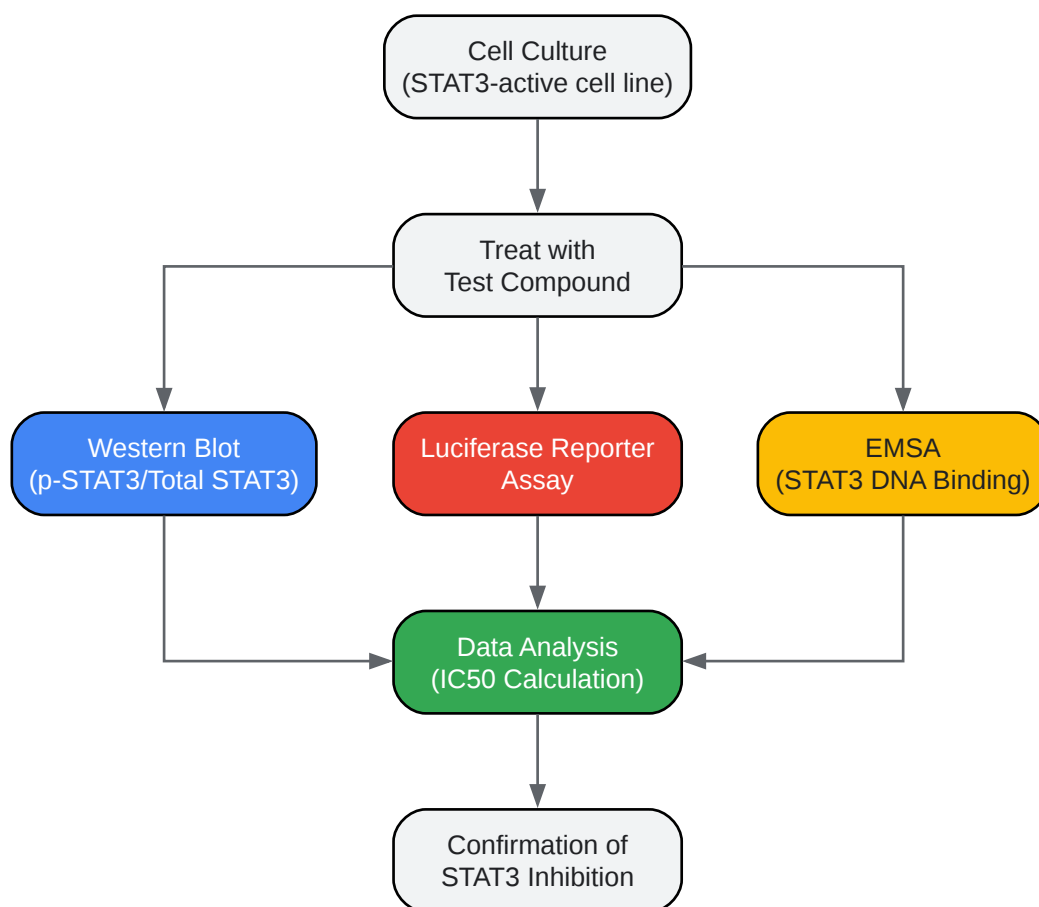 Cell Culture
(STAT3-active cell line)
Treat with
Test Compound
Western Blot
(p-STAT3/Total STAT3)
Luciferase Reporter
Assay
EMSA
(STAT3 DNA Binding)
Data Analysis
(IC50 Calculation)
Confirmation of
STAT3 Inhibition